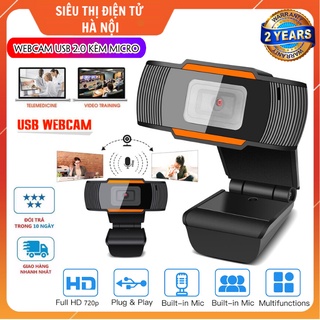 SIÊU THỊ ĐIỆN TỬ
HÀ NỘI
WARRANTY
2 YEARS
WARRANTY
WEBCAM USB 2.0 KÈM MICRO
TELEMEDICINE
VIDEO TRAINING
USB WEBCAM
ĐỔI TRẢ
TRONG 10 NGÀY
GIAO HÀNG
NHANH NHẤT
HD
Full HD 720p
Plug & Play
Built-in Mic
Built-in Mic
Multifunctions